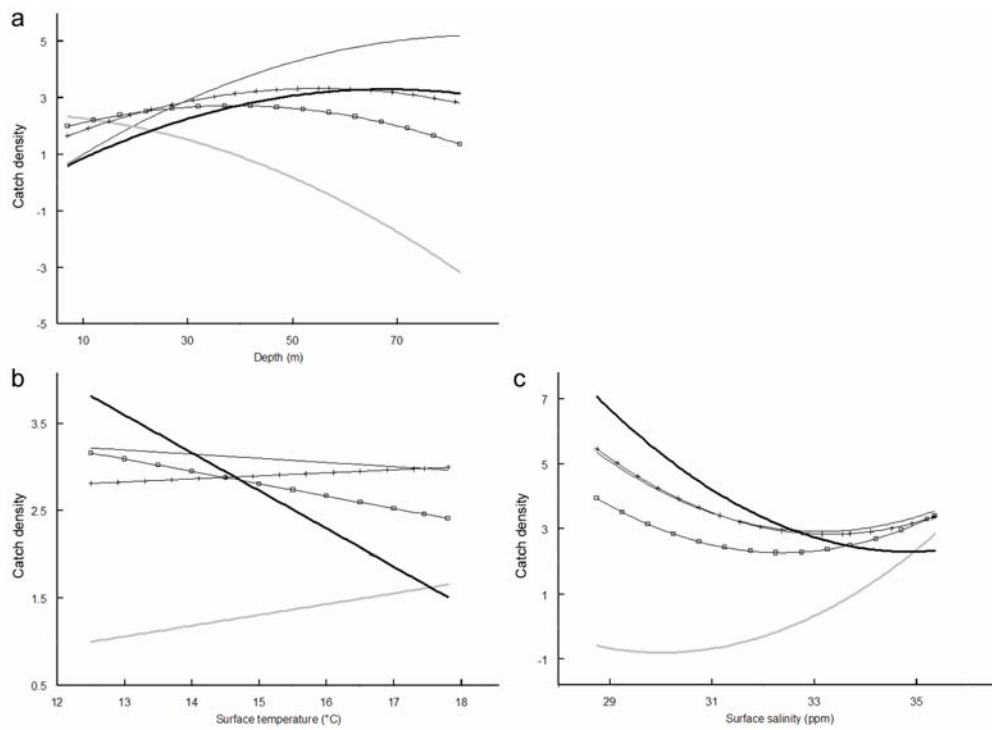 a
5
3
1
-1
-3
-5
Catch density
10 30 50 70
Depth (m)
b
3.5
2.5
1.5
0.5
Catch density
12 13 14 15 16 17 18
Surface temperature (°C)
c
7
5
3
1
-1
Catch density
29 31 33 35
Surface salinity (ppm)